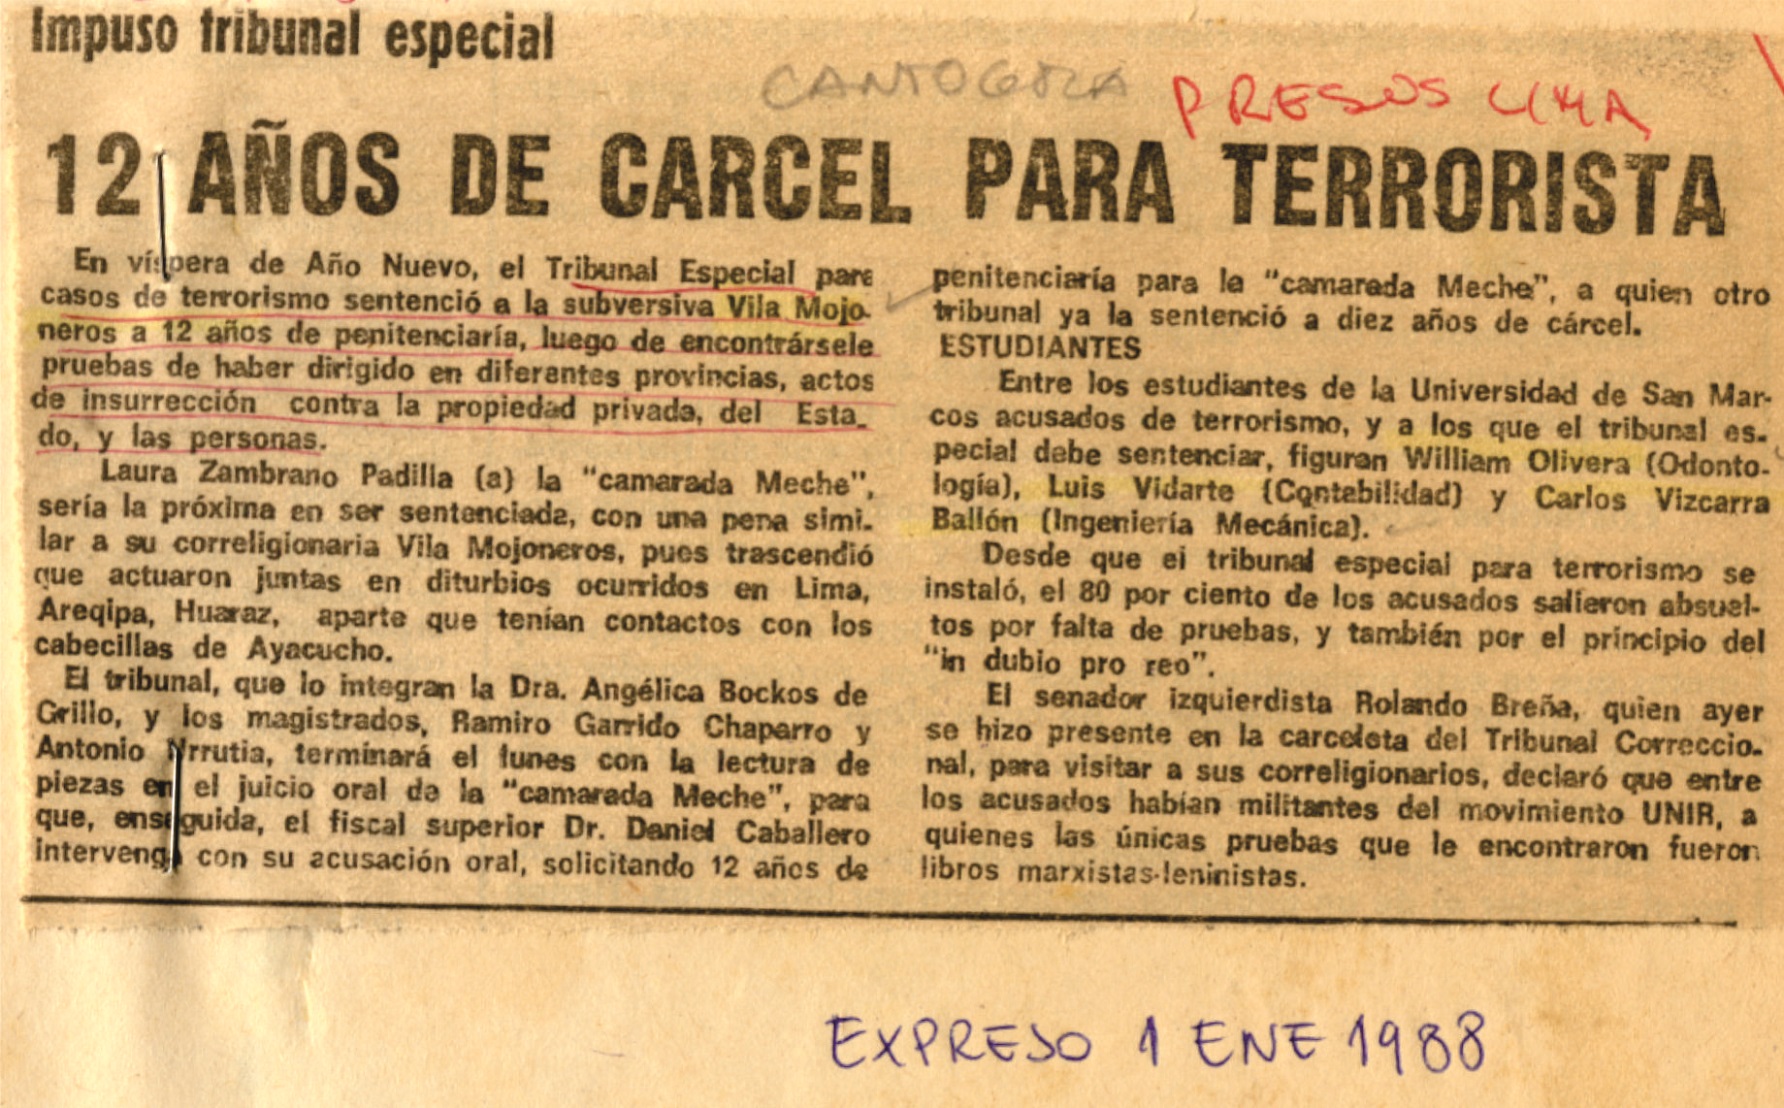 Impuso tribunal especial
CANTOGRA
PRESOS LIMA
12 AÑOS DE CARCEL PARA TERRORISTA
En víspera de Año Nuevo, el Tribunal Especial para
casos de terrorismo sentenció a la subversiva Vila Mojo-
neros a 12 años de penitenciaría, luego de encontrársele
pruebas de haber dirigido en diferentes provincias, actos
de insurrección contra la propiedad privada, del Esta-
do, y las personas.
Laura Zambrano Padilla (a) la "camarada Meche",
sería la próxima en ser sentenciada, con una pena simi-
lar a su correligionaria Vila Mojoneros, pues trascendió
que actuaron juntas en diturbios ocurridos en Lima,
Areqipa, Huaraz, aparte que tenían contactos con los
cabecillas de Ayacucho.
El tribunal, que lo integran la Dra. Angélica Bockos de
Grillo, y los magistrados, Ramiro Garrido Chaparro y
Antonio Nrrutia, terminará el lunes con la lectura de
piezas en el juicio oral de la "camarada Meche", para
que, enseguida, el fiscal superior Dr. Daniel Caballero
intervenga con su acusación oral, solicitando 12 años de
penitenciaría para la "camarada Meche", a quien otro
tribunal ya la sentenció a diez años de cárcel.
ESTUDIANTES
Entre los estudiantes de la Universidad de San Mar-
cos acusados de terrorismo, y a los que el tribunal es-
pecial debe sentenciar, figuran William Olivera (Odonto-
logía), Luis Vidarte (Contabilidad) y Carlos Vizcarra
Ballón (Ingeniería Mecánica).
Desde que el tribunal especial para terrorismo se
instaló, el 80 por ciento de los acusados salieron absuel-
tos por falta de pruebas, y también por el principio del
"in dubio pro reo".
El senador izquierdista Rolando Breña, quien ayer
se hizo presente en la carceleta del Tribunal Correccio-
nal, para visitar a sus correligionarios, declaró que entre
los acusados habían militantes del movimiento UNIR, a
quienes las únicas pruebas que le encontraron fueron
libros marxistas-leninistas.
EXPRESO 1 ENE 1988